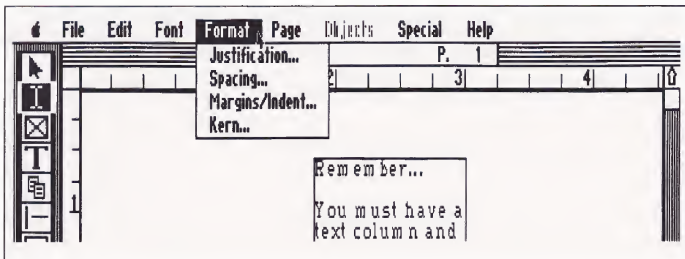 File Edit Font Format Page Objects Special Help
Justification...
P. 1
Spacing...
2 3 4
Margins/Indent...
Kern...
T
1
Remember...
You must have a
text column and